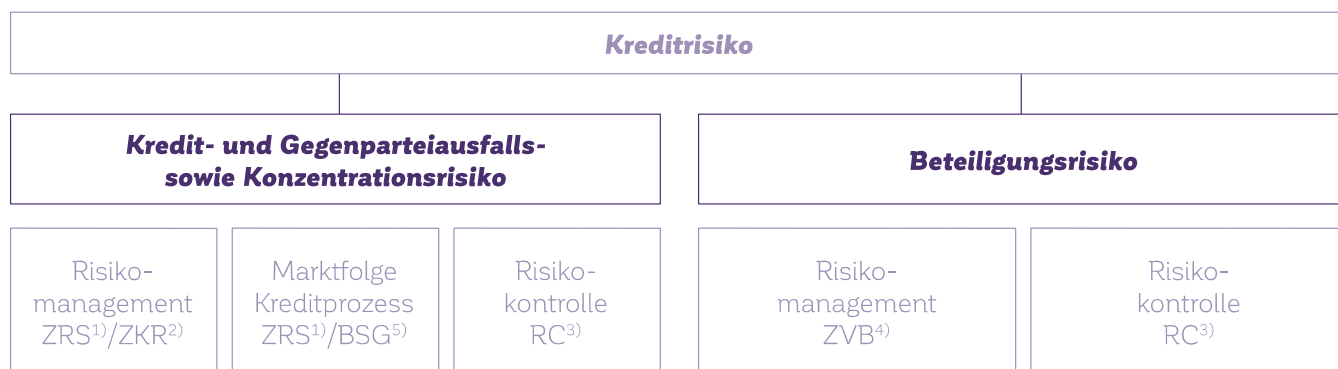 Kreditrisiko
Kredit- und Gegenparteiausfalls-
sowie Konzentrationsrisiko
Beteiligungsrisiko
Risiko-
management
ZRS1)/ZKR2)
Marktfolge
Kreditprozess
ZRS1)/BSG5)
Risiko-
kontrolle
RC3)
Risiko-
management
ZVB4)
Risiko-
kontrolle
RC3)